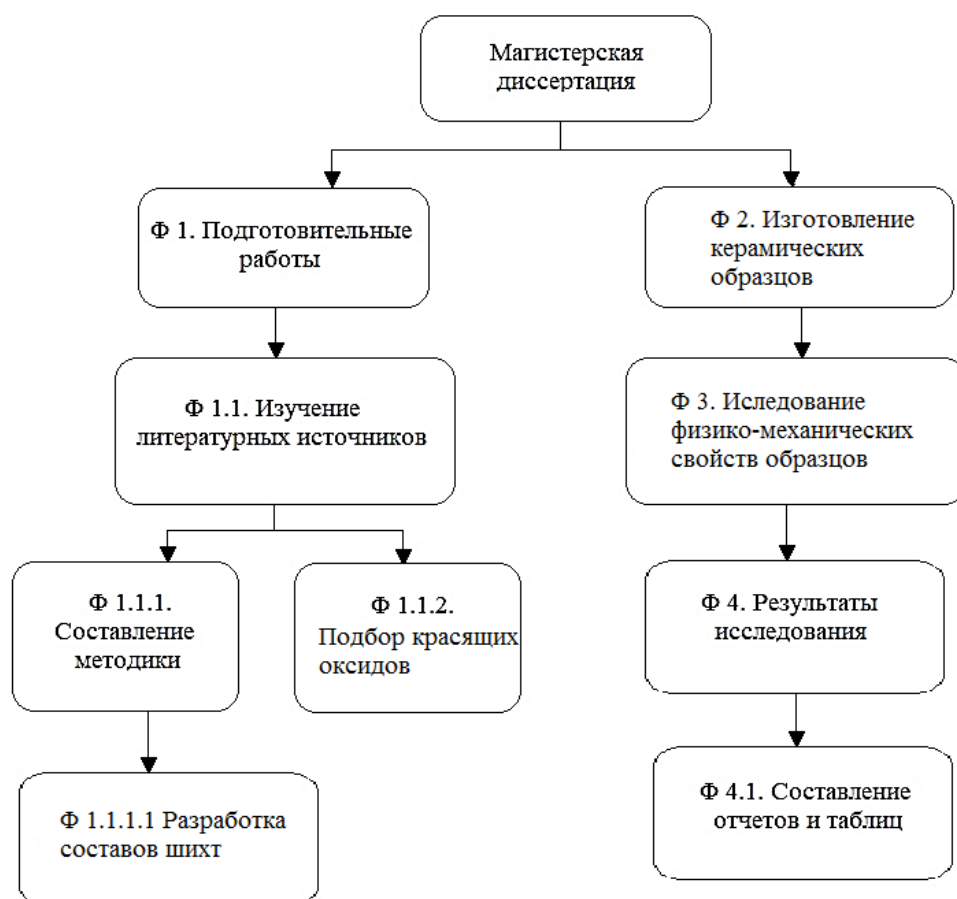 Магистерская
диссертация
Ф 1. Подготовительные
работы
Ф 2. Изготовление
керамических
образцов
Ф 1.1. Изучение
литературных источников
Ф 3. Иследование
физико-механических
свойств образцов
Ф 1.1.1.
Составление
методики
Ф 1.1.2.
Подбор красящих
оксидов
Ф 4. Результаты
исследования
Ф 1.1.1.1 Разработка
составов шихт
Ф 4.1. Составление
отчетов и таблиц